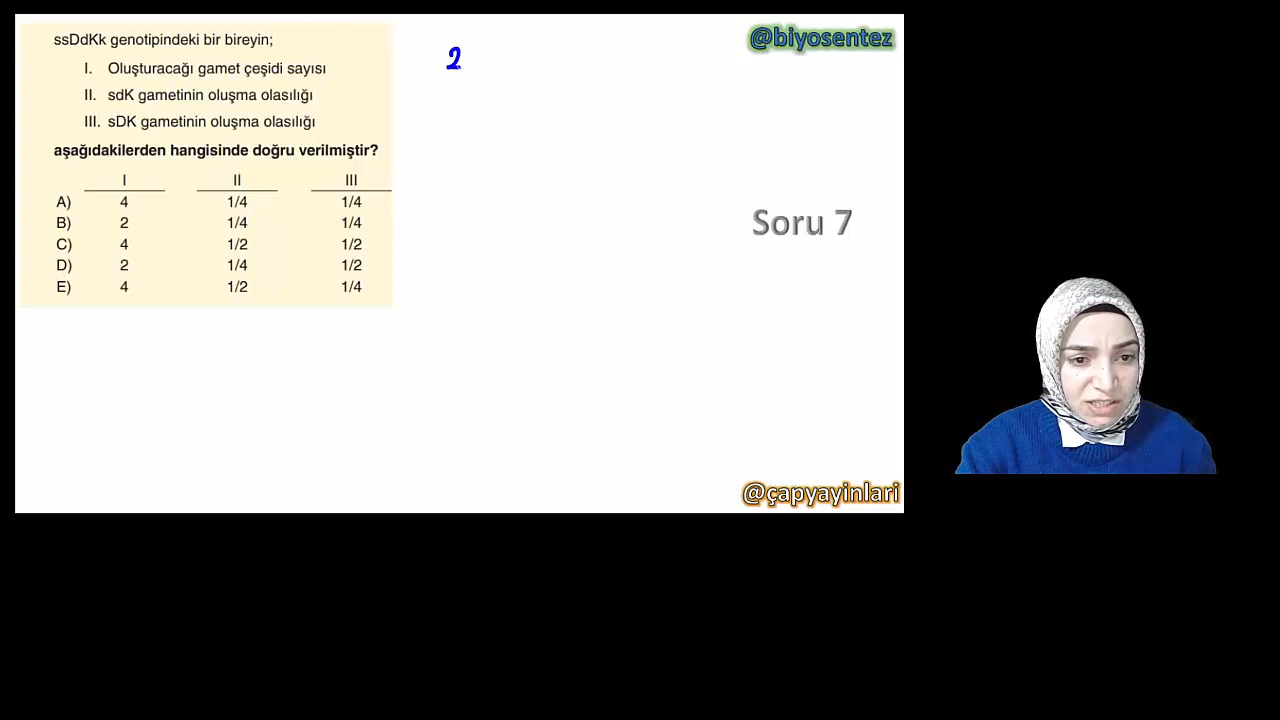 ssDdKk genotipindeki bir bireyin;
I. Oluşturacağı gamet çeşidi sayısı
II. sdK gametinin oluşma olasılığı
III. sDK gametinin oluşma olasılığı
aşağıdakilerden hangisinde doğru verilmiştir?
I II III
A) 4 1/4 1/4
B) 2 1/4 1/4
C) 4 1/2 1/2
D) 2 1/4 1/2
E) 4 1/2 1/4
2
@biyosentez
Soru 7
@çapyayinlari